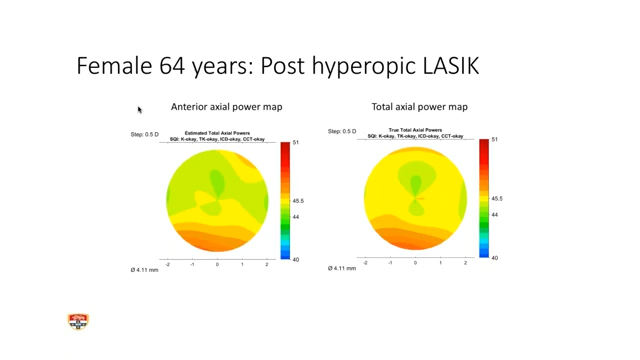 Female 64 years: Post hyperopic LASIK
Anterior axial power map
Total axial power map
Step: 0.5 D
Estimated Total Axial Powers
SQI: K-okay, TK-okay, ICD-okay, CCT-okay
51
45.5
44
40
-2 -1 0 1 2
Ø 4.11 mm
Step: 0.5 D
True Total Axial Powers
SQI: K-okay, TK-okay, ICD-okay, CCT-okay
51
45.5
44
40
-2 -1 0 1 2
Ø 4.11 mm